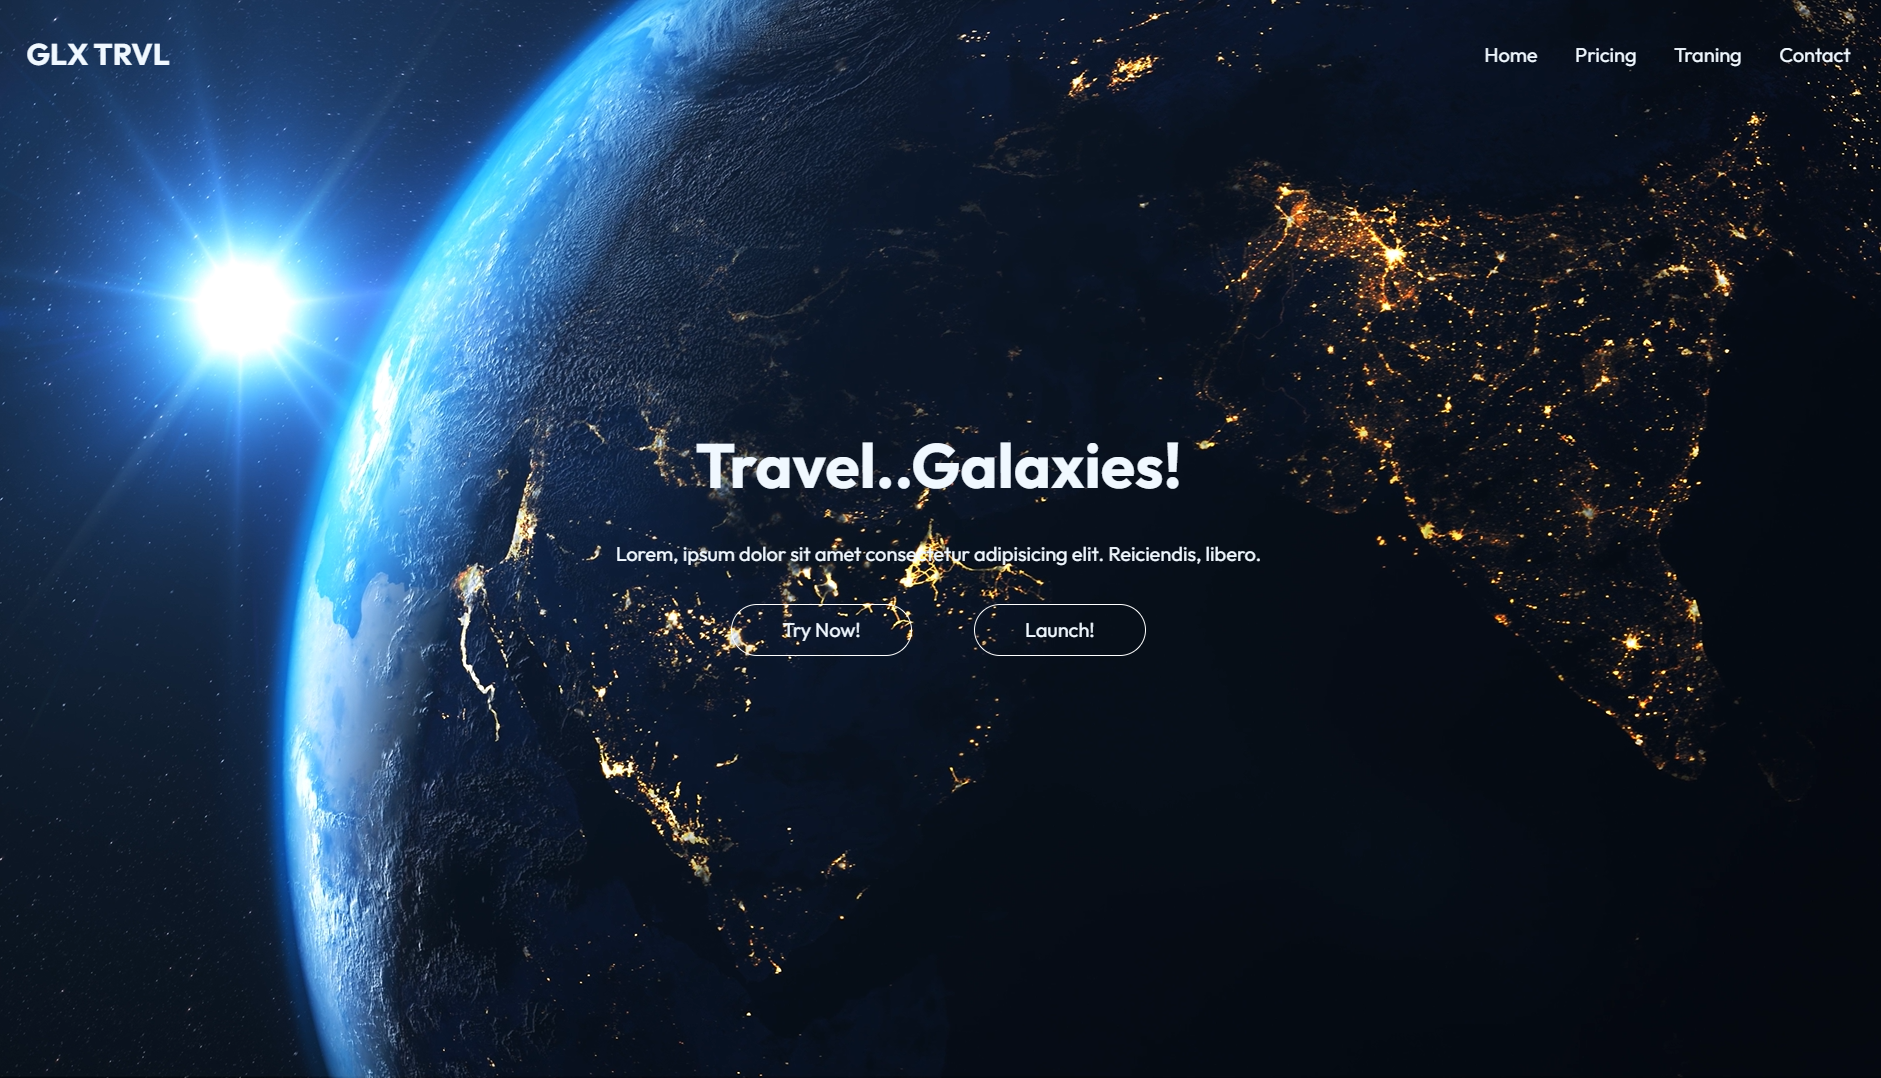 GLX TRVL
Home Pricing Traning Contact
Travel..Galaxies!
Lorem, ipsum dolor sit amet consectetur adipisicing elit. Reiciendis, libero.
Try Now! Launch!